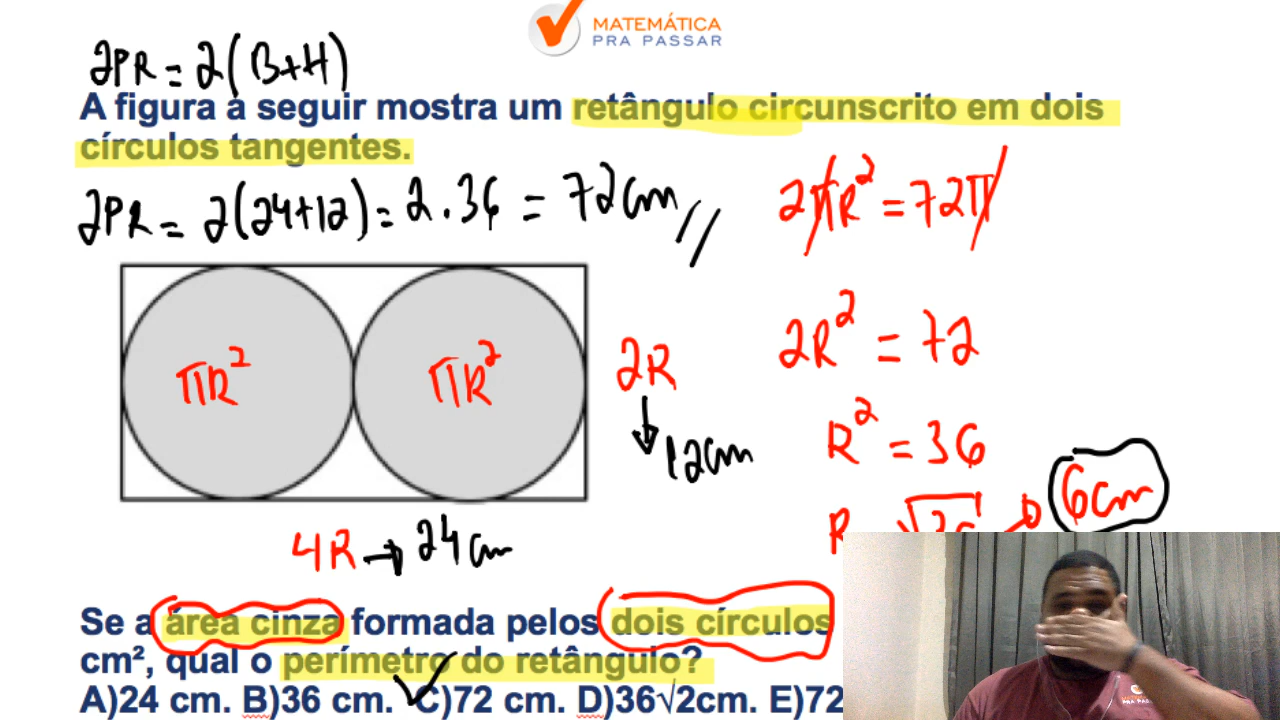 MATEMÁTICA
PRA PASSAR
2PR = 2(B+H)
A figura a seguir mostra um retângulo circunscrito em dois
círculos tangentes.
2PR = 2(24+12) = 2.36 = 72cm //
2πR² = 72π
2R² = 72
R² = 36
R √36 → 6cm
πR² πR²
2R
↓ 12cm
4R → 24cm
Se a área cinza formada pelos dois círculos
cm², qual o perímetro do retângulo?
A)24 cm. B)36 cm. C)72 cm. D)36√2cm. E)72